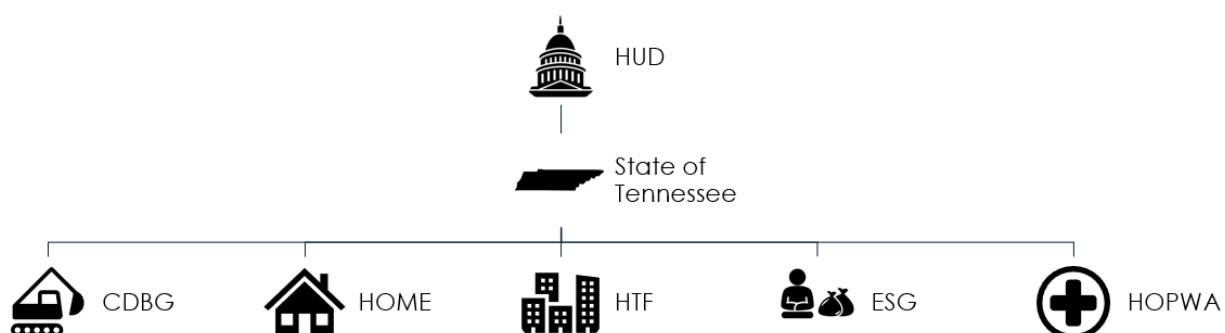 HUD
State of
Tennessee
CDBG
HOME
HTF
ESG
HOPWA